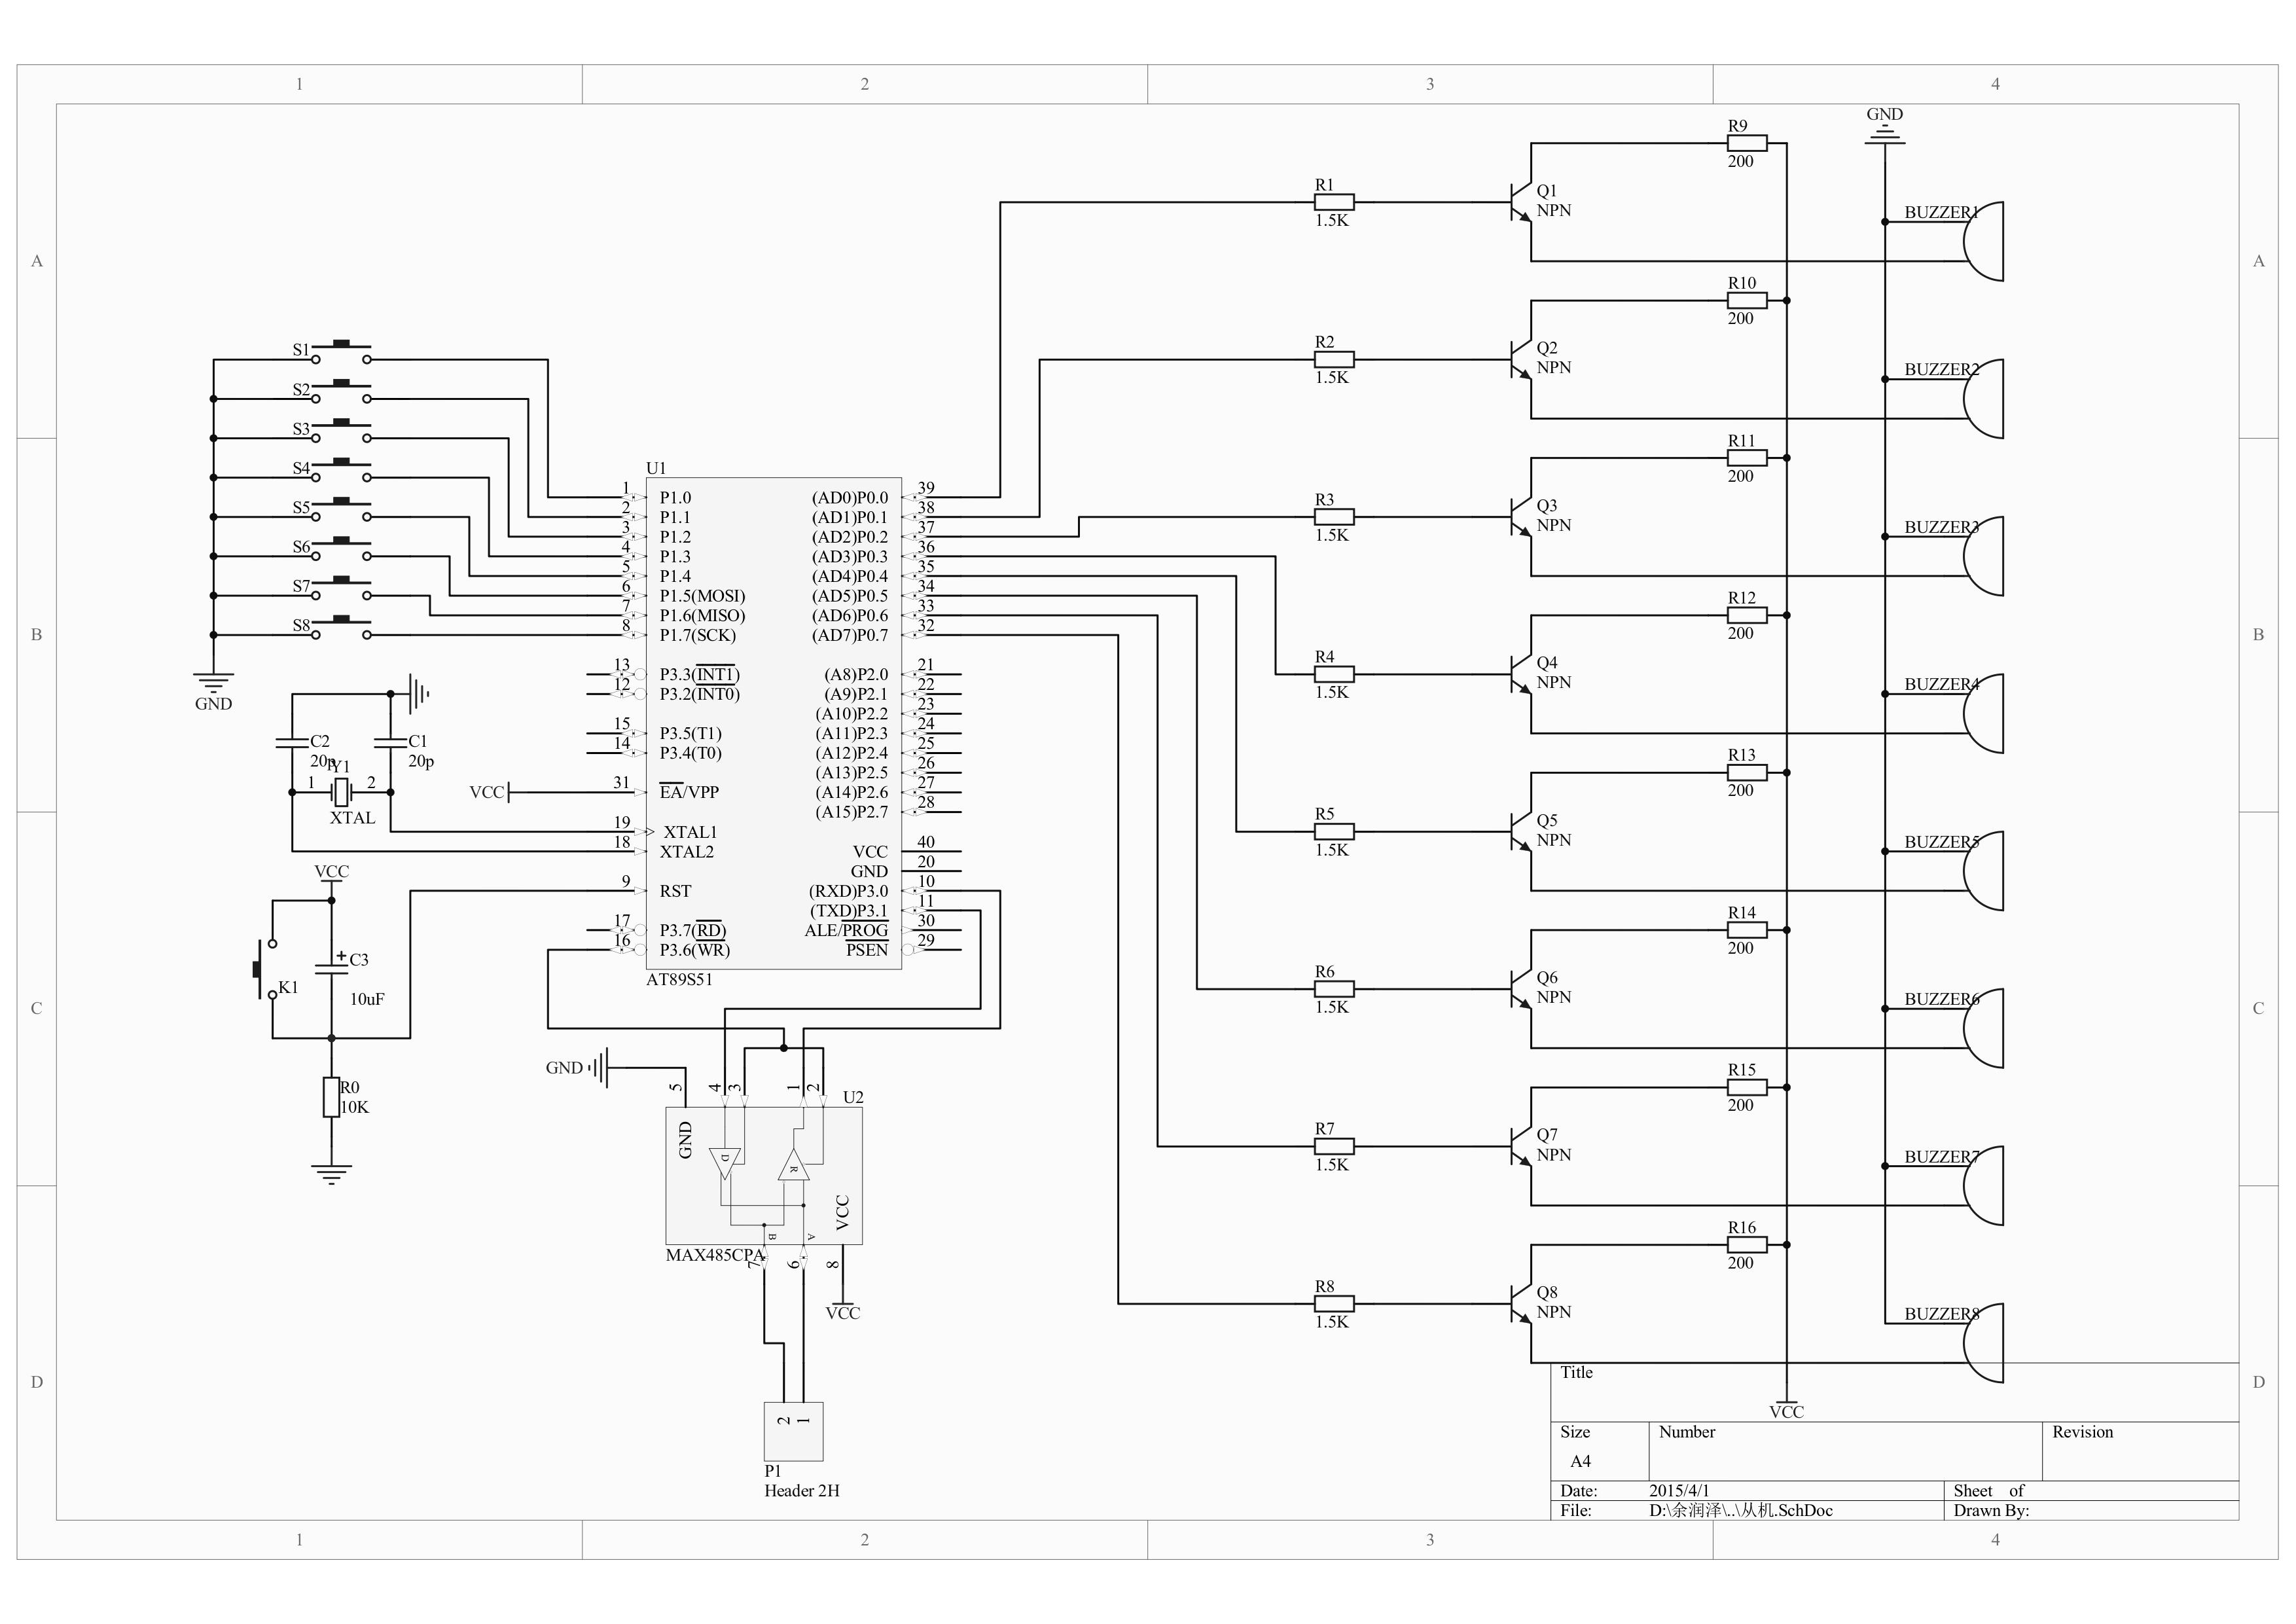 1 2 3 4
A A
B B
C C
D D
1 2 3 4
S1
S2
S3
S4
S5
S6
S7
S8
GND
C2
20p
C1
20p
Y1
1 2
XTAL
VCC
K1
C3
+
10uF
R0
10K
U1
1 P1.0
2 P1.1
3 P1.2
4 P1.3
5 P1.4
6 P1.5(MOSI)
7 P1.6(MISO)
8 P1.7(SCK)
13 P3.3(INT1)
12 P3.2(INT0)
15 P3.5(T1)
14 P3.4(T0)
VCC 31 EA/VPP
19 XTAL1
18 XTAL2
9 RST
17 P3.7(RD)
16 P3.6(WR)
(AD0)P0.0 39
(AD1)P0.1 38
(AD2)P0.2 37
(AD3)P0.3 36
(AD4)P0.4 35
(AD5)P0.5 34
(AD6)P0.6 33
(AD7)P0.7 32
(A8)P2.0 21
(A9)P2.1 22
(A10)P2.2 23
(A11)P2.3 24
(A12)P2.4 25
(A13)P2.5 26
(A14)P2.6 27
(A15)P2.7 28
VCC 40
GND 20
(RXD)P3.0 10
(TXD)P3.1 11
ALE/PROG 30
PSEN 29
AT89S51
GND
5 4 3 1 2
U2
GND
D R
VCC
B A
MAX485CPA
7 6 8
VCC
2 1
P1
Header 2H
R1
1.5K
R2
1.5K
R3
1.5K
R4
1.5K
R5
1.5K
R6
1.5K
R7
1.5K
R8
1.5K
Q1
NPN
Q2
NPN
Q3
NPN
Q4
NPN
Q5
NPN
Q6
NPN
Q7
NPN
Q8
NPN
R9
200
R10
200
R11
200
R12
200
R13
200
R14
200
R15
200
R16
200
VCC
GND
BUZZER1
BUZZER2
BUZZER3
BUZZER4
BUZZER5
BUZZER6
BUZZER7
BUZZER8
Title
Size Number Revision
A4
Date: 2015/4/1 Sheet of
File: D:\余润泽\..\从机.SchDoc Drawn By: